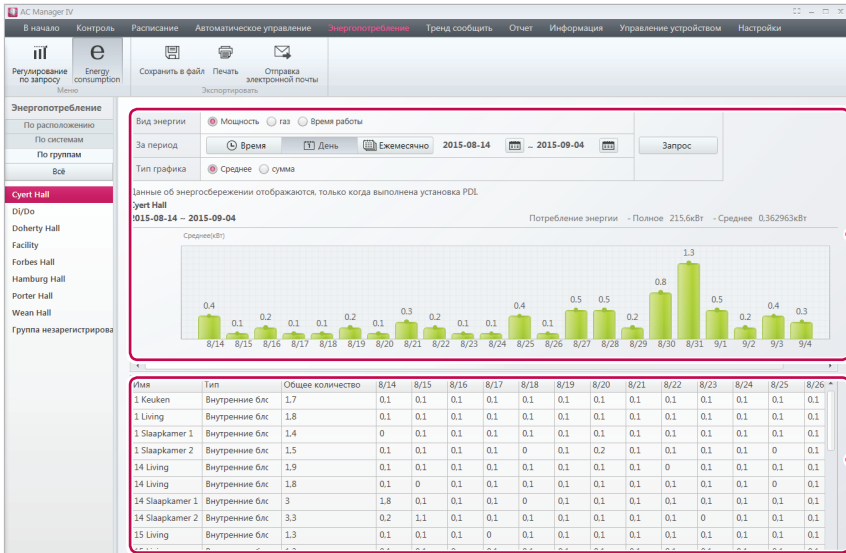 AC Manager IV
В начало Контроль Расписание Автоматическое управление Энергопотребление Тренд сообщить Отчет Информация Управление устройством Настройки
Регулирование по запросу
Energy consumption
Меню
Сохранить в файл Печать Отправка электронной почты
Экспортировать
Энергопотребление
По расположению
По системам
По группам
Всё
Cyert Hall
Di/Do
Doherty Hall
Facility
Forbes Hall
Hamburg Hall
Porter Hall
Wean Hall
Группа незарегистрирова
Вид энергии Мощность газ Время работы
За период Время День Ежемесячно 2015-08-14 ~ 2015-09-04 Запрос
Тип графика Среднее сумма
Данные об энергосбережении отображаются, только когда выполнена установка PDI.
Cyert Hall
2015-08-14 ~ 2015-09-04 Потребление энергии - Полное 215,6кВт - Среднее 0,362963кВт
Среднее(кВт)
0.4 0.1 0.2 0.1 0.1 0.2 0.1 0.3 0.2 0.1 0.1 0.4 0.1 0.5 0.5 0.2 0.8 1.3 0.5 0.2 0.4 0.3
8/14 8/15 8/16 8/17 8/18 8/19 8/20 8/21 8/22 8/23 8/24 8/25 8/26 8/27 8/28 8/29 8/30 8/31 9/1 9/2 9/3 9/4
Имя Тип Общее количество 8/14 8/15 8/16 8/17 8/18 8/19 8/20 8/21 8/22 8/23 8/24 8/25 8/26
1 Keuken Внутренние блс 1,7 0,1 0,1 0,1 0,1 0,1 0,1 0,1 0,1 0,1 0,1 0,1 0,1 0,1
1 Living Внутренние блс 1,8 0,1 0,1 0,1 0,1 0,1 0,1 0,1 0,1 0,1 0,1 0,1 0,1 0,1
1 Slaapkamer 1 Внутренние блс 1,4 0 0,1 0,1 0,1 0,1 0,1 0,1 0,1 0,1 0,1 0,1 0,1 0,1
1 Slaapkamer 2 Внутренние блс 1,5 0,1 0,1 0,1 0,1 0 0,1 0,2 0,1 0,1 0,1 0,1 0 0,1
14 Living Внутренние блс 1,9 0,1 0,1 0,1 0,1 0,1 0,1 0,1 0,1 0 0,1 0,1 0,1 0,1
14 Living Внутренние блс 1,8 0,1 0 0,1 0,1 0,1 0,1 0,1 0,1 0,1 0,1 0,1 0 0,1
14 Slaapkamer 1 Внутренние блс 3 1,8 0,1 0,1 0,1 0 0,1 0,1 0,1 0,1 0,1 0,1 0,1 0,1
14 Slaapkamer 2 Внутренние блс 3,3 0,2 1,1 0,1 0,1 0,1 0,1 0,1 0,1 0,1 0 0,1 0,1 0,1
15 Living Внутренние блс 1,3 0,1 0,1 0,1 0 0,1 0,1 0,1 0,1 0,1 0,1 0,1 0,1 0,1